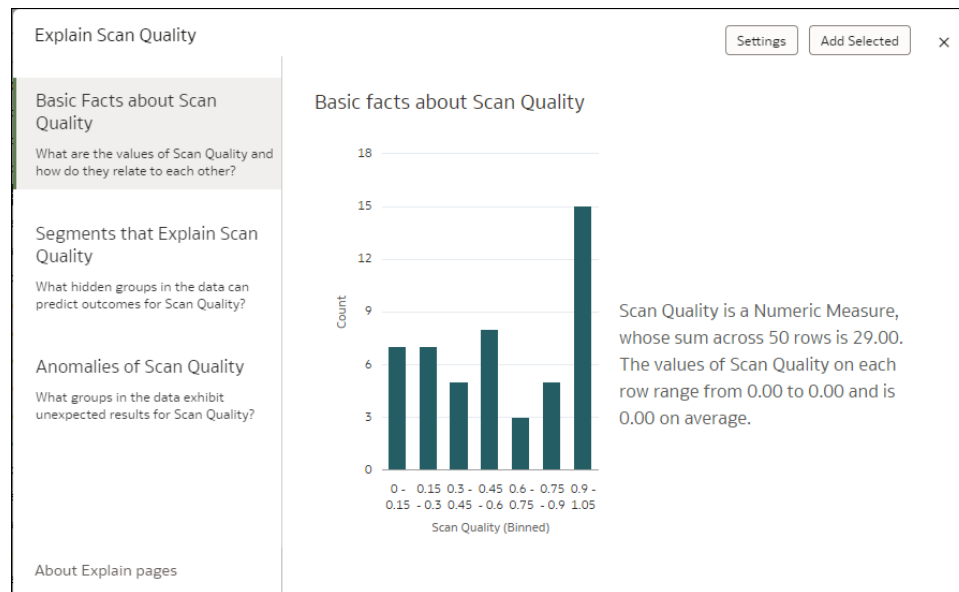 Explain Scan Quality
Settings
Add Selected
Basic Facts about Scan
Quality
What are the values of Scan Quality and
how do they relate to each other?
Segments that Explain Scan
Quality
What hidden groups in the data can
predict outcomes for Scan Quality?
Anomalies of Scan Quality
What groups in the data exhibit
unexpected results for Scan Quality?
About Explain pages
Basic facts about Scan Quality
18
15
12
9
6
3
0
Count
0 - 0.15 0.3 - 0.45 0.6 - 0.75 0.9 -
0.15 - 0.3 0.45 - 0.6 0.75 - 0.9 1.05
Scan Quality (Binned)
Scan Quality is a Numeric Measure,
whose sum across 50 rows is 29.00.
The values of Scan Quality on each
row range from 0.00 to 0.00 and is
0.00 on average.